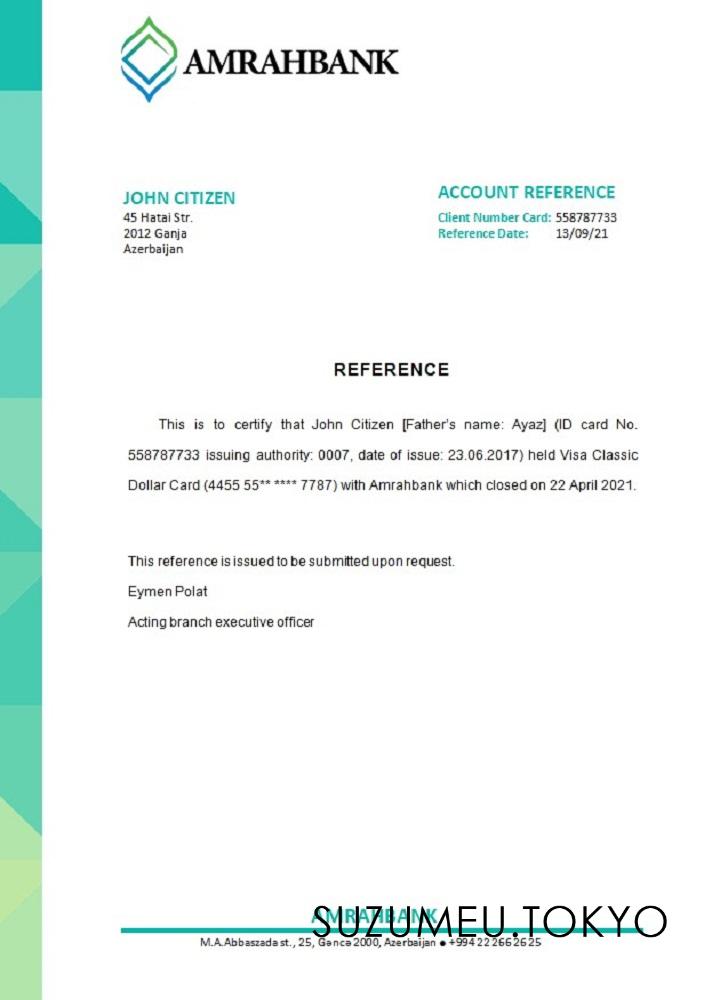 AMRAHBANK
JOHN CITIZEN
45 Hatai Str.
2012 Ganja
Azerbaijan
ACCOUNT REFERENCE
Client Number Card: 558787733
Reference Date: 13/09/21
REFERENCE
This is to certify that John Citizen [Father's name: Ayaz] (ID card No.
558787733 issuing authority: 0007, date of issue: 23.06.2017) held Visa Classic
Dollar Card (4455 55** **** 7787) with Amrahbank which closed on 22 April 2021.
This reference is issued to be submitted upon request.
Eymen Polat
Acting branch executive officer
AMRAHBANK
SUZUMEU.TOKYO
M.A.Abbaszada st., 25, Gəncə 2000, Azerbaijan ● +994 22 266 26 25